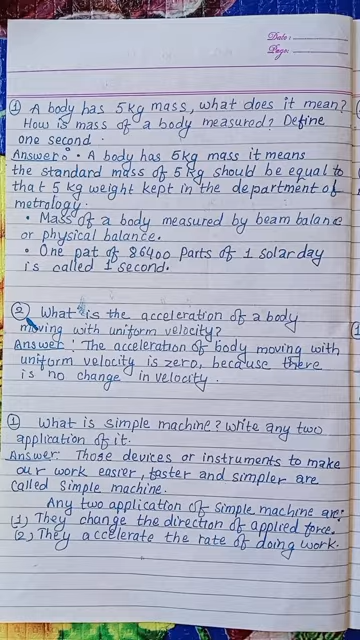 Date:
Page:
① A body has 5kg mass, what does it mean?
How is mass of a body measured? Define
one second.
Answer: • A body has 5kg mass it means
the standard mass of 5 kg should be equal to
that 5 kg weight kept in the department of
metrology.
• Mass of a body measured by beam balance
or physical balance.
• One pat of 86400 parts of 1 solar day
is called 1 second.
② What is the acceleration of a body
moving with uniform velocity?
Answer: The acceleration of body moving with
uniform velocity is zero, because there
is no change in velocity.
① What is simple machine? Write any two
application of it.
Answer: Those devices or instruments to make
our work easier, faster and simpler are
called simple machine.
Any two application of simple machine are:
(1) They change the direction of applied force.
(2) They accelerate the rate of doing work.